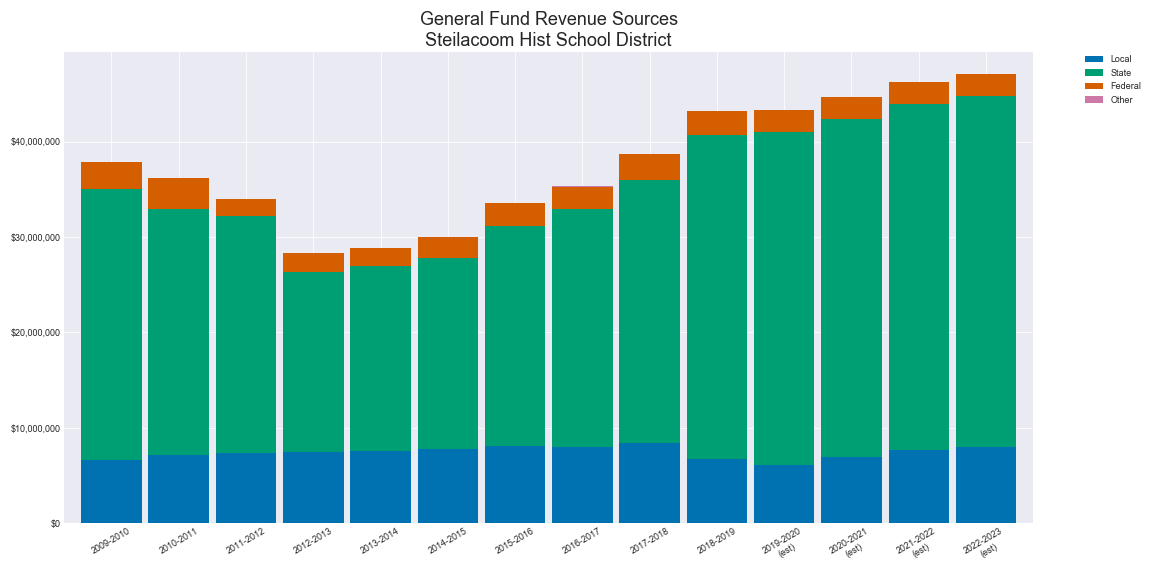 General Fund Revenue Sources
Steilacoom Hist School District
Local
State
Federal
Other
$40,000,000
$30,000,000
$20,000,000
$10,000,000
$0
2009-2010
2010-2011
2011-2012
2012-2013
2013-2014
2014-2015
2015-2016
2016-2017
2017-2018
2018-2019
2019-2020
(est)
2020-2021
(est)
2021-2022
(est)
2022-2023
(est)